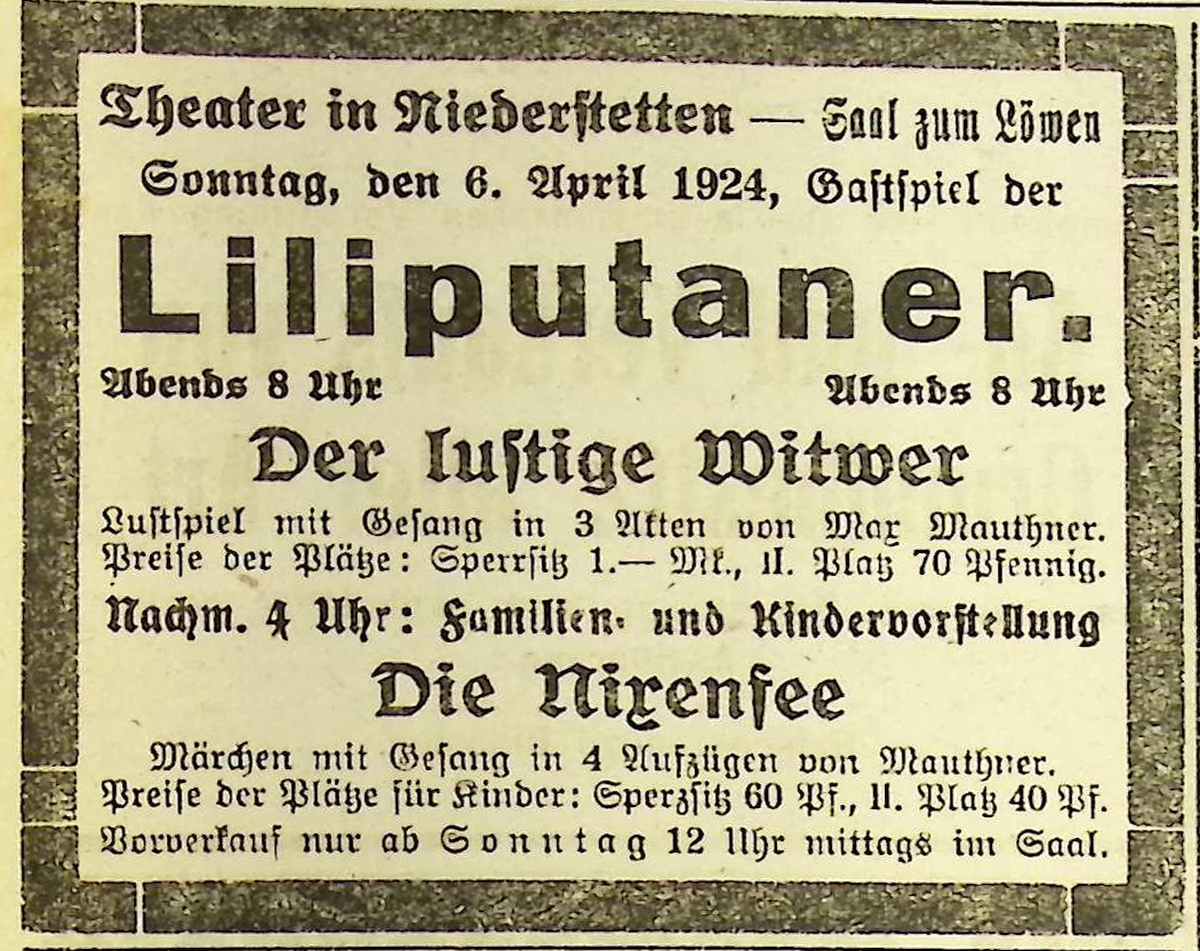 Theater in Niederstetten — Saal zum Löwen
Sonntag, den 6. April 1924, Gastspiel der
Liliputaner.
Abends 8 Uhr Abends 8 Uhr
Der lustige Witwer
Lustspiel mit Gesang in 3 Akten von Max Mauthner.
Preise der Plätze: Sperrsitz 1.— Mk., II. Platz 70 Pfennig.
Nachm. 4 Uhr: Familien- und Kindervorstellung
Die Nixenfee
Märchen mit Gesang in 4 Aufzügen von Mauthner.
Preise der Plätze für Kinder: Sperzsitz 60 Pf., II. Platz 40 Pf.
Vorverkauf nur ab Sonntag 12 Uhr mittags im Saal.